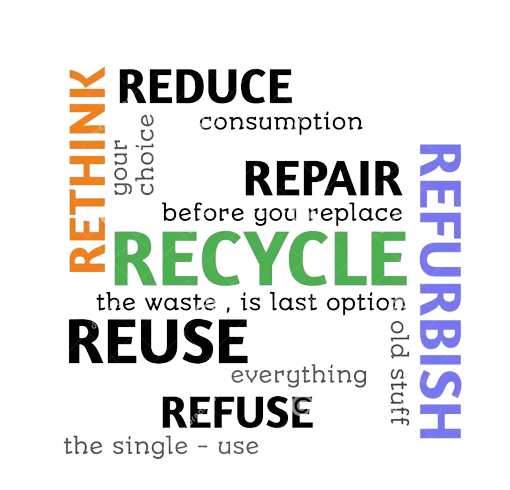 RETHINK
your
choice
REDUCE
consumption
REPAIR
before you replace
RECYCLE
the waste , is last option
REUSE
everything
REFUSE
the single - use
REFURBISH
old stuff